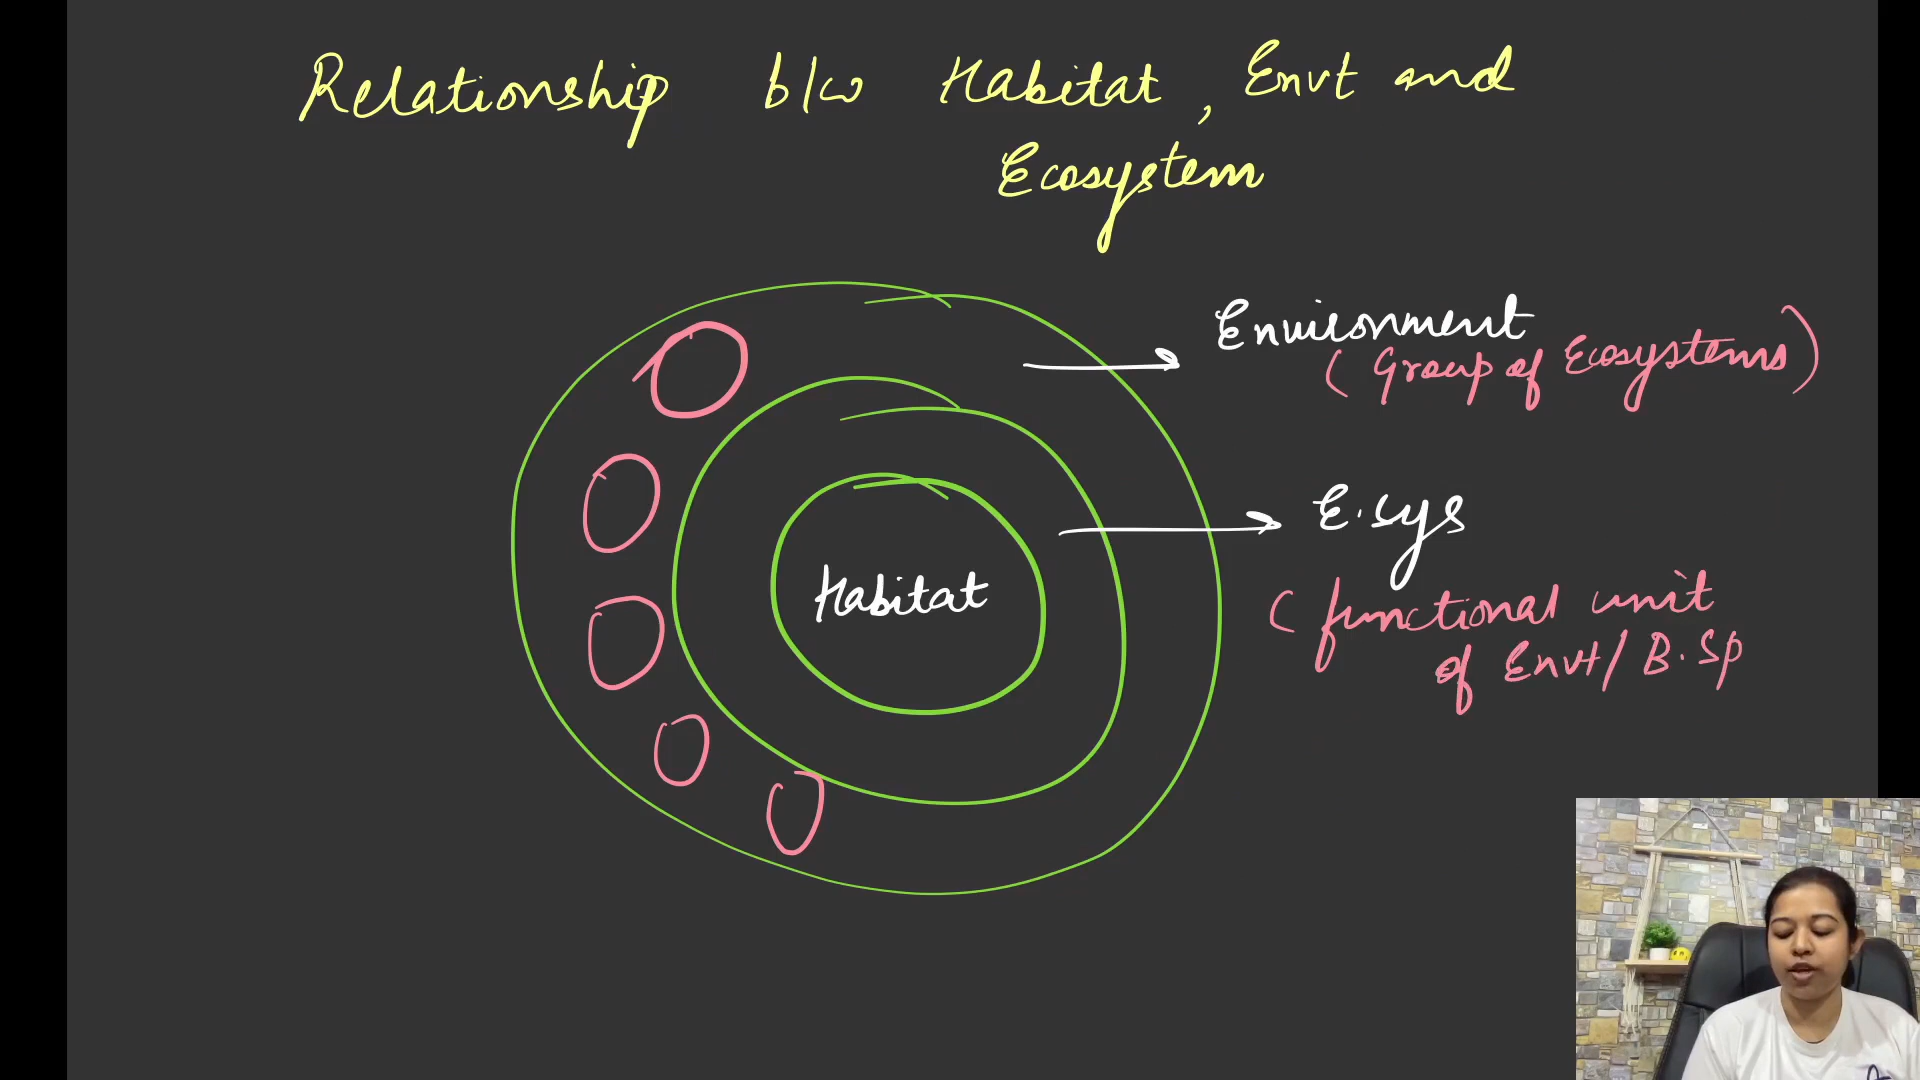 Relationship b/w Habitat, Envt and
Ecosystem
Environment
( Group of Ecosystems )
E.sys
Habitat
( functional unit
of Envt / B.Sp